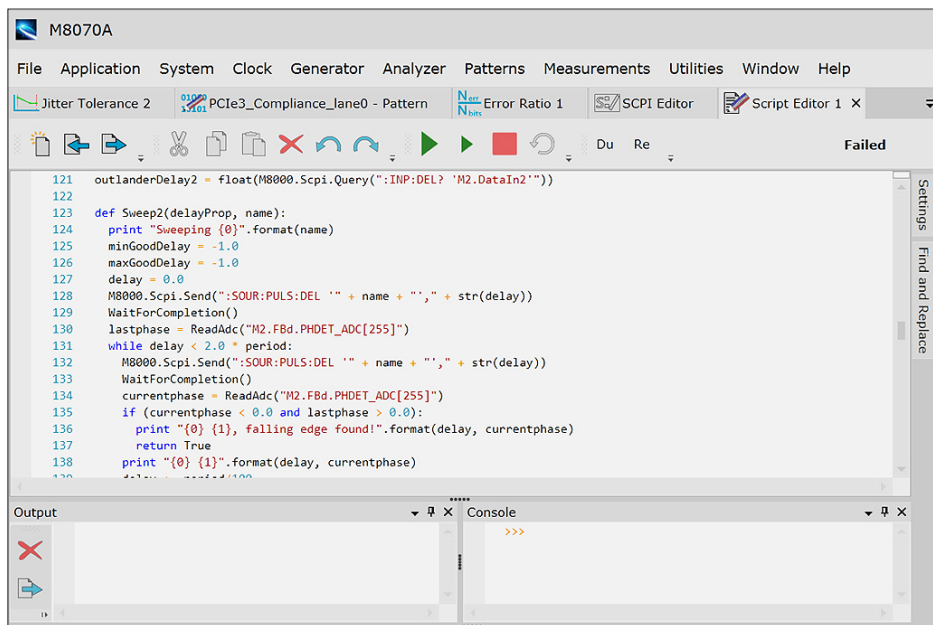 M8070A
File Application System Clock Generator Analyzer Patterns Measurements Utilities Window Help
Jitter Tolerance 2 PCIe3_Compliance_lane0 - Pattern Nerr Nbits Error Ratio 1 SCPI Editor Script Editor 1
Du Re Failed
121 outlanderDelay2 = float(M8000.Scpi.Query(":INP:DEL? 'M2.DataIn2'"))
122
123 def Sweep2(delayProp, name):
124 print "Sweeping {0}".format(name)
125 minGoodDelay = -1.0
126 maxGoodDelay = -1.0
127 delay = 0.0
128 M8000.Scpi.Send(":SOUR:PULS:DEL '" + name + "'," + str(delay))
129 WaitForCompletion()
130 lastphase = ReadAdc("M2.FBd.PHDET_ADC[255]")
131 while delay < 2.0 * period:
132 M8000.Scpi.Send(":SOUR:PULS:DEL '" + name + "'," + str(delay))
133 WaitForCompletion()
134 currentphase = ReadAdc("M2.FBd.PHDET_ADC[255]")
135 if (currentphase < 0.0 and lastphase > 0.0):
136 print "{0} {1}, falling edge found!".format(delay, currentphase)
137 return True
138 print "{0} {1}".format(delay, currentphase)
Settings
Find and Replace
Output
Console
>>>